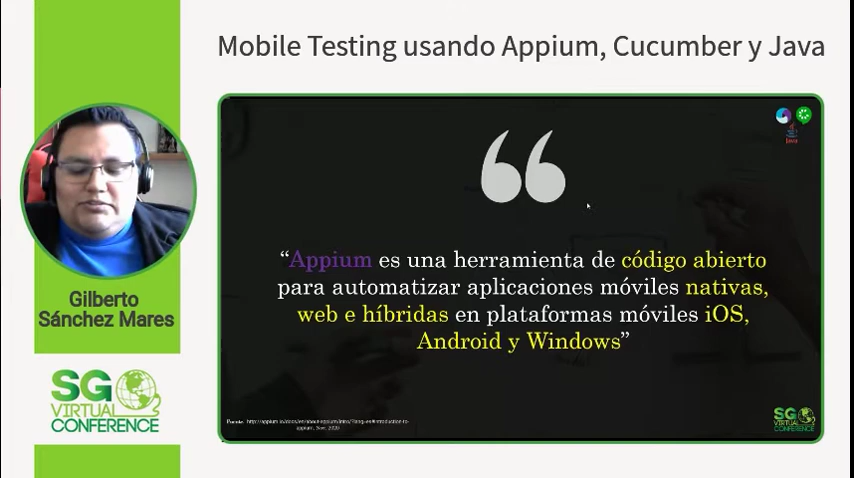 Mobile Testing usando Appium, Cucumber y Java
Java
“Appium es una herramienta de código abierto
para automatizar aplicaciones móviles nativas,
web e híbridas en plataformas móviles iOS,
Android y Windows”
Gilberto
Sánchez Mares
SG
VIRTUAL
CONFERENCE
SG
VIRTUAL
CONFERENCE